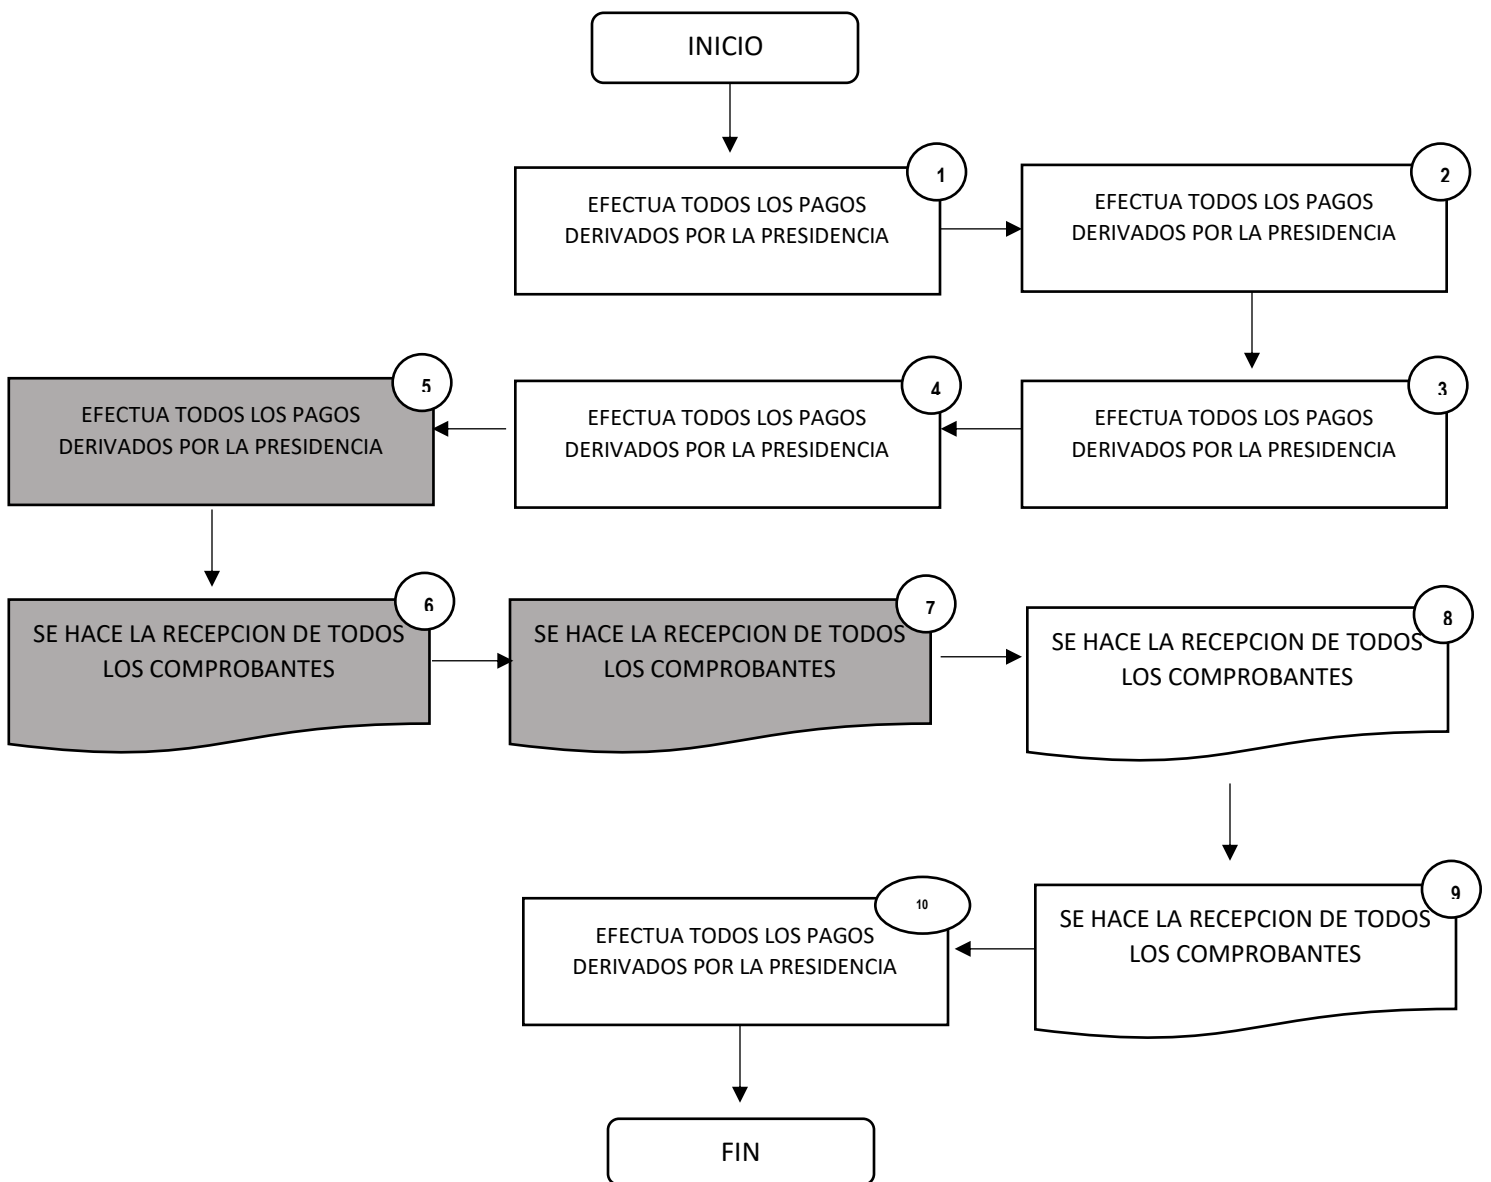 INICIO
1
EFECTUA TODOS LOS PAGOS
DERIVADOS POR LA PRESIDENCIA
2
EFECTUA TODOS LOS PAGOS
DERIVADOS POR LA PRESIDENCIA
3
EFECTUA TODOS LOS PAGOS
DERIVADOS POR LA PRESIDENCIA
4
EFECTUA TODOS LOS PAGOS
DERIVADOS POR LA PRESIDENCIA
5
EFECTUA TODOS LOS PAGOS
DERIVADOS POR LA PRESIDENCIA
6
SE HACE LA RECEPCION DE TODOS
LOS COMPROBANTES
7
SE HACE LA RECEPCION DE TODOS
LOS COMPROBANTES
8
SE HACE LA RECEPCION DE TODOS
LOS COMPROBANTES
9
SE HACE LA RECEPCION DE TODOS
LOS COMPROBANTES
10
EFECTUA TODOS LOS PAGOS
DERIVADOS POR LA PRESIDENCIA
FIN